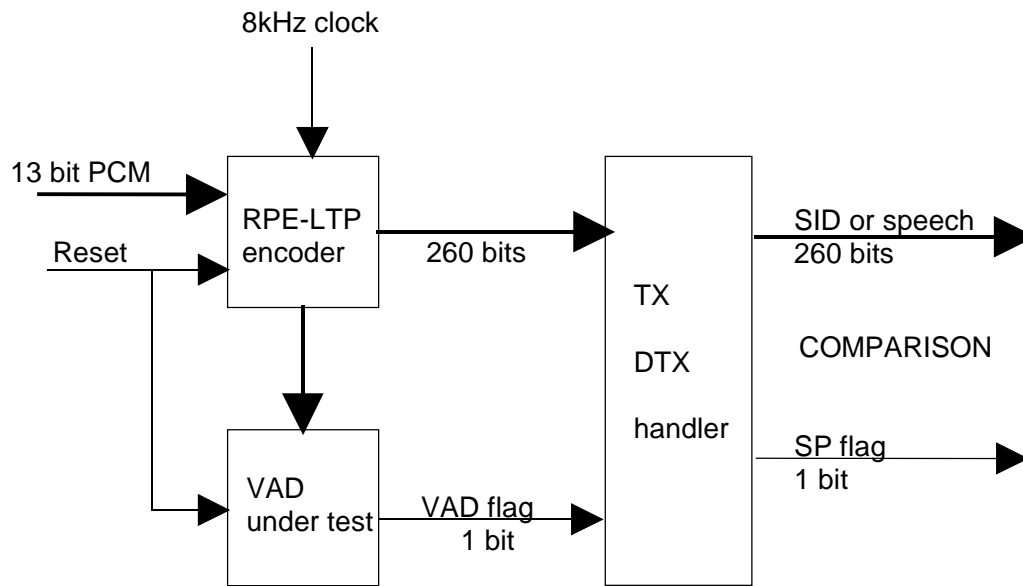 8kHz clock
13 bit PCM
Reset
RPE-LTP
encoder
260 bits
TX
DTX
handler
SID or speech
260 bits
COMPARISON
SP flag
1 bit
VAD
under test
VAD flag
1 bit